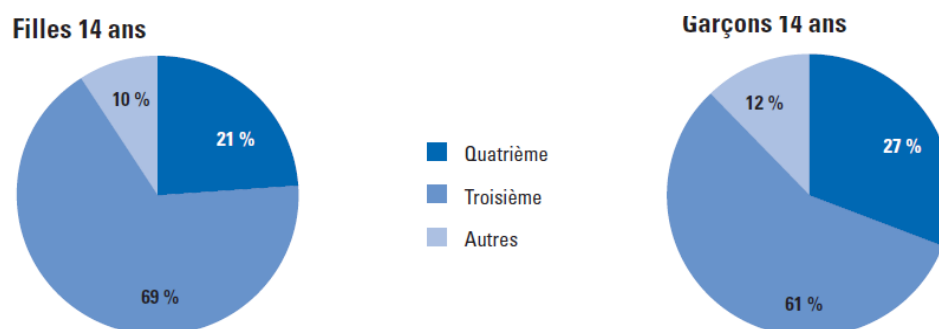 Filles 14 ans
10 %
21 %
69 %
Quatrième
Troisième
Autres
Garçons 14 ans
12 %
27 %
61 %